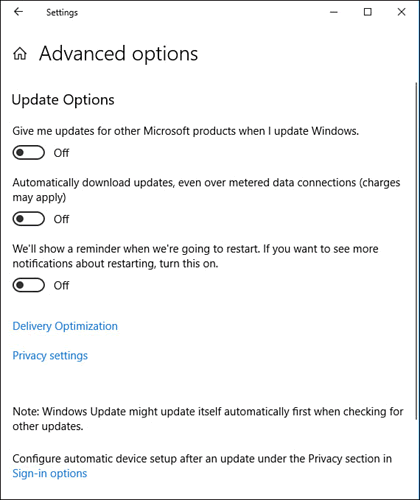 Settings
Advanced options
Update Options
Give me updates for other Microsoft products when I update Windows.
Off
Automatically download updates, even over metered data connections (charges
may apply)
Off
We'll show a reminder when we're going to restart. If you want to see more
notifications about restarting, turn this on.
Off
Delivery Optimization
Privacy settings
Note: Windows Update might update itself automatically first when checking for
other updates.
Configure automatic device setup after an update under the Privacy section in
Sign-in options